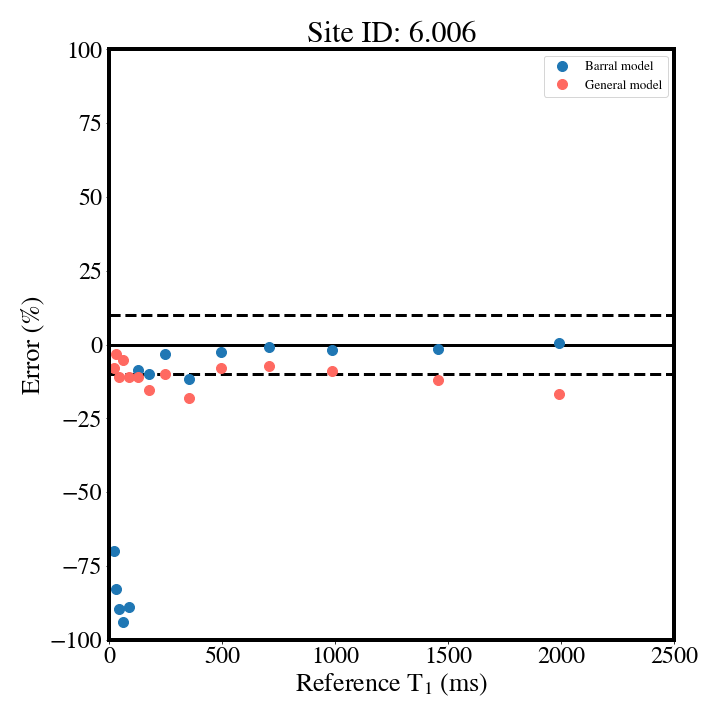 Site ID: 6.006
Barral model
General model
Error (%)
100
75
50
25
0
−25
−50
−75
−100
0 500 1000 1500 2000 2500
Reference T₁ (ms)